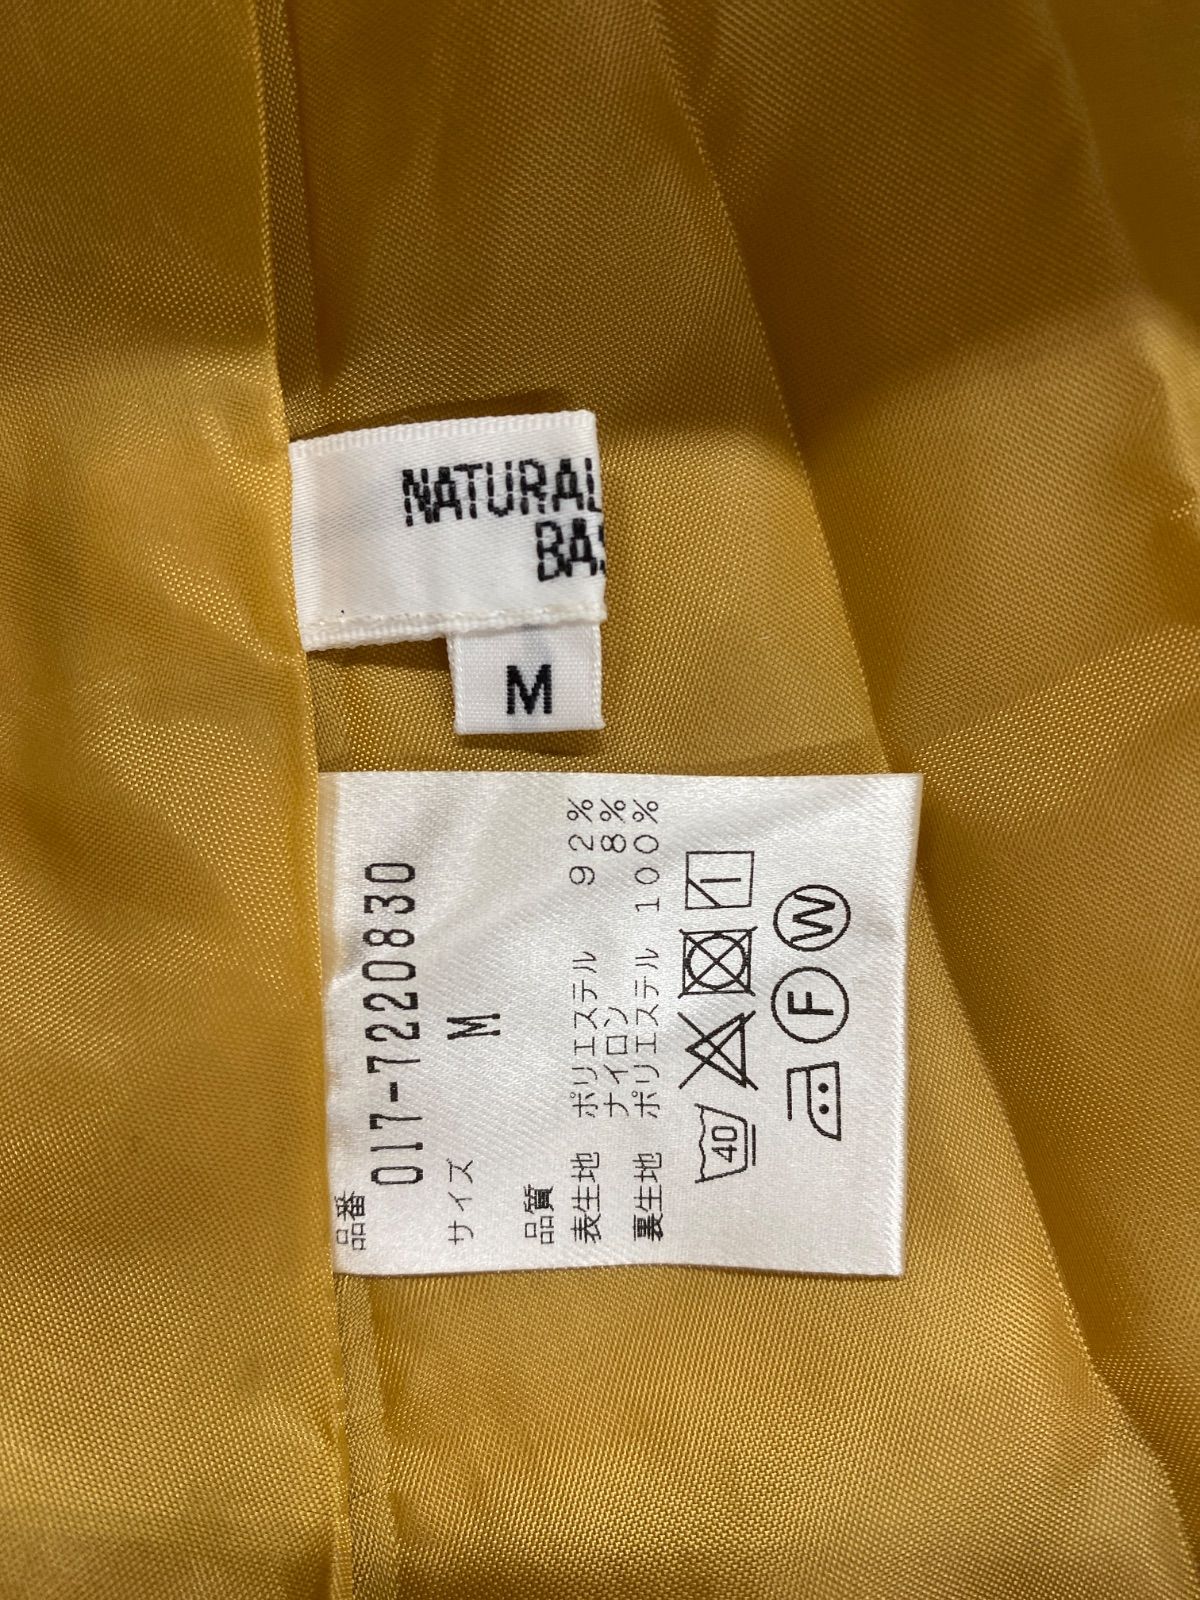 NATURAL
BAS
M
品番
017-7220830
サイズ M
品質
表生地 ポリエステル 92%
ナイロン 8%
裏生地 ポリエステル 100%
40
F W